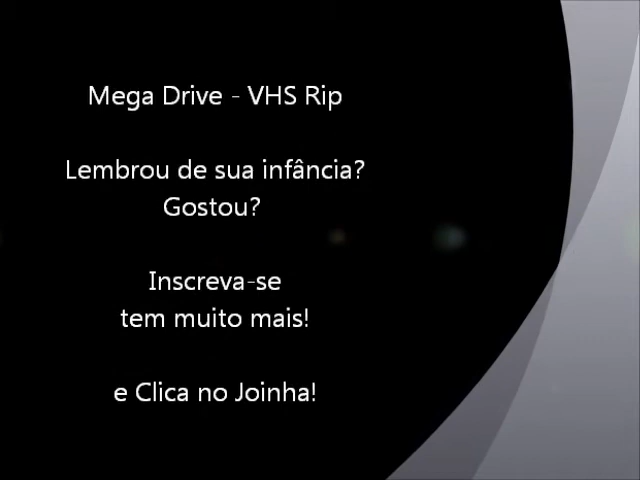 Mega Drive - VHS Rip
Lembrou de sua infância?
Gostou?
Inscreva-se
tem muito mais!
e Clica no Joinha!